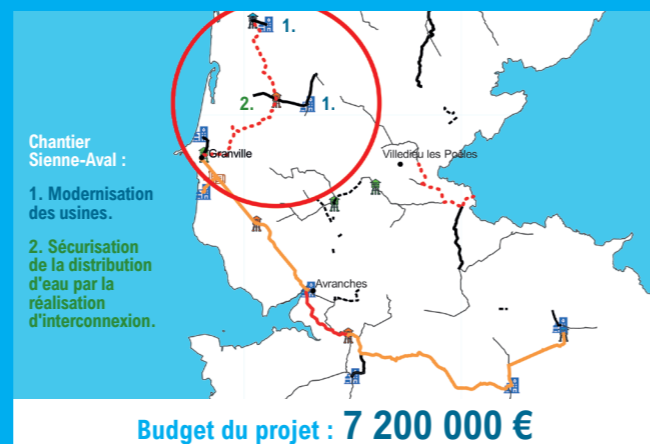 1.
2.
1.
Granville
Villedieu les Poêles
Avranches
Chantier
Sienne-Aval :
1. Modernisation
des usines.
2. Sécurisation
de la distribution
d'eau par la
réalisation
d'interconnexion.
Budget du projet : 7 200 000 €